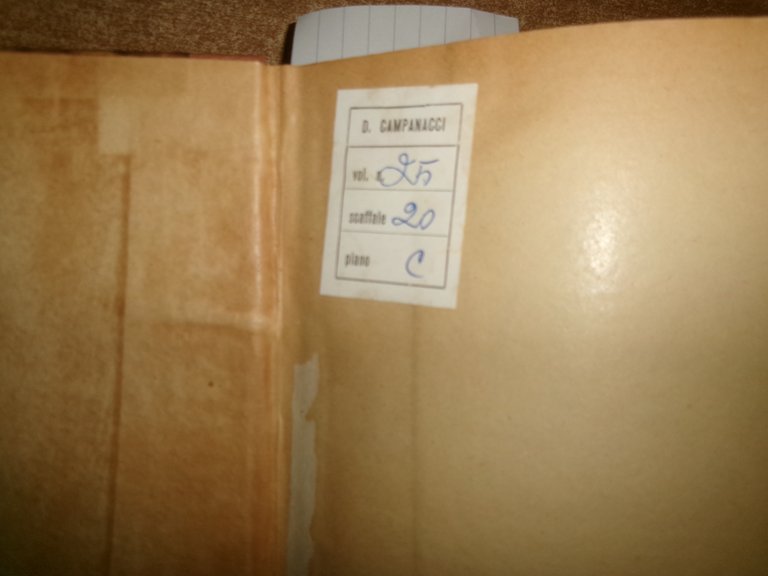 D. CAMPANACCI
vol. n. 25
scaffale 20
piano C